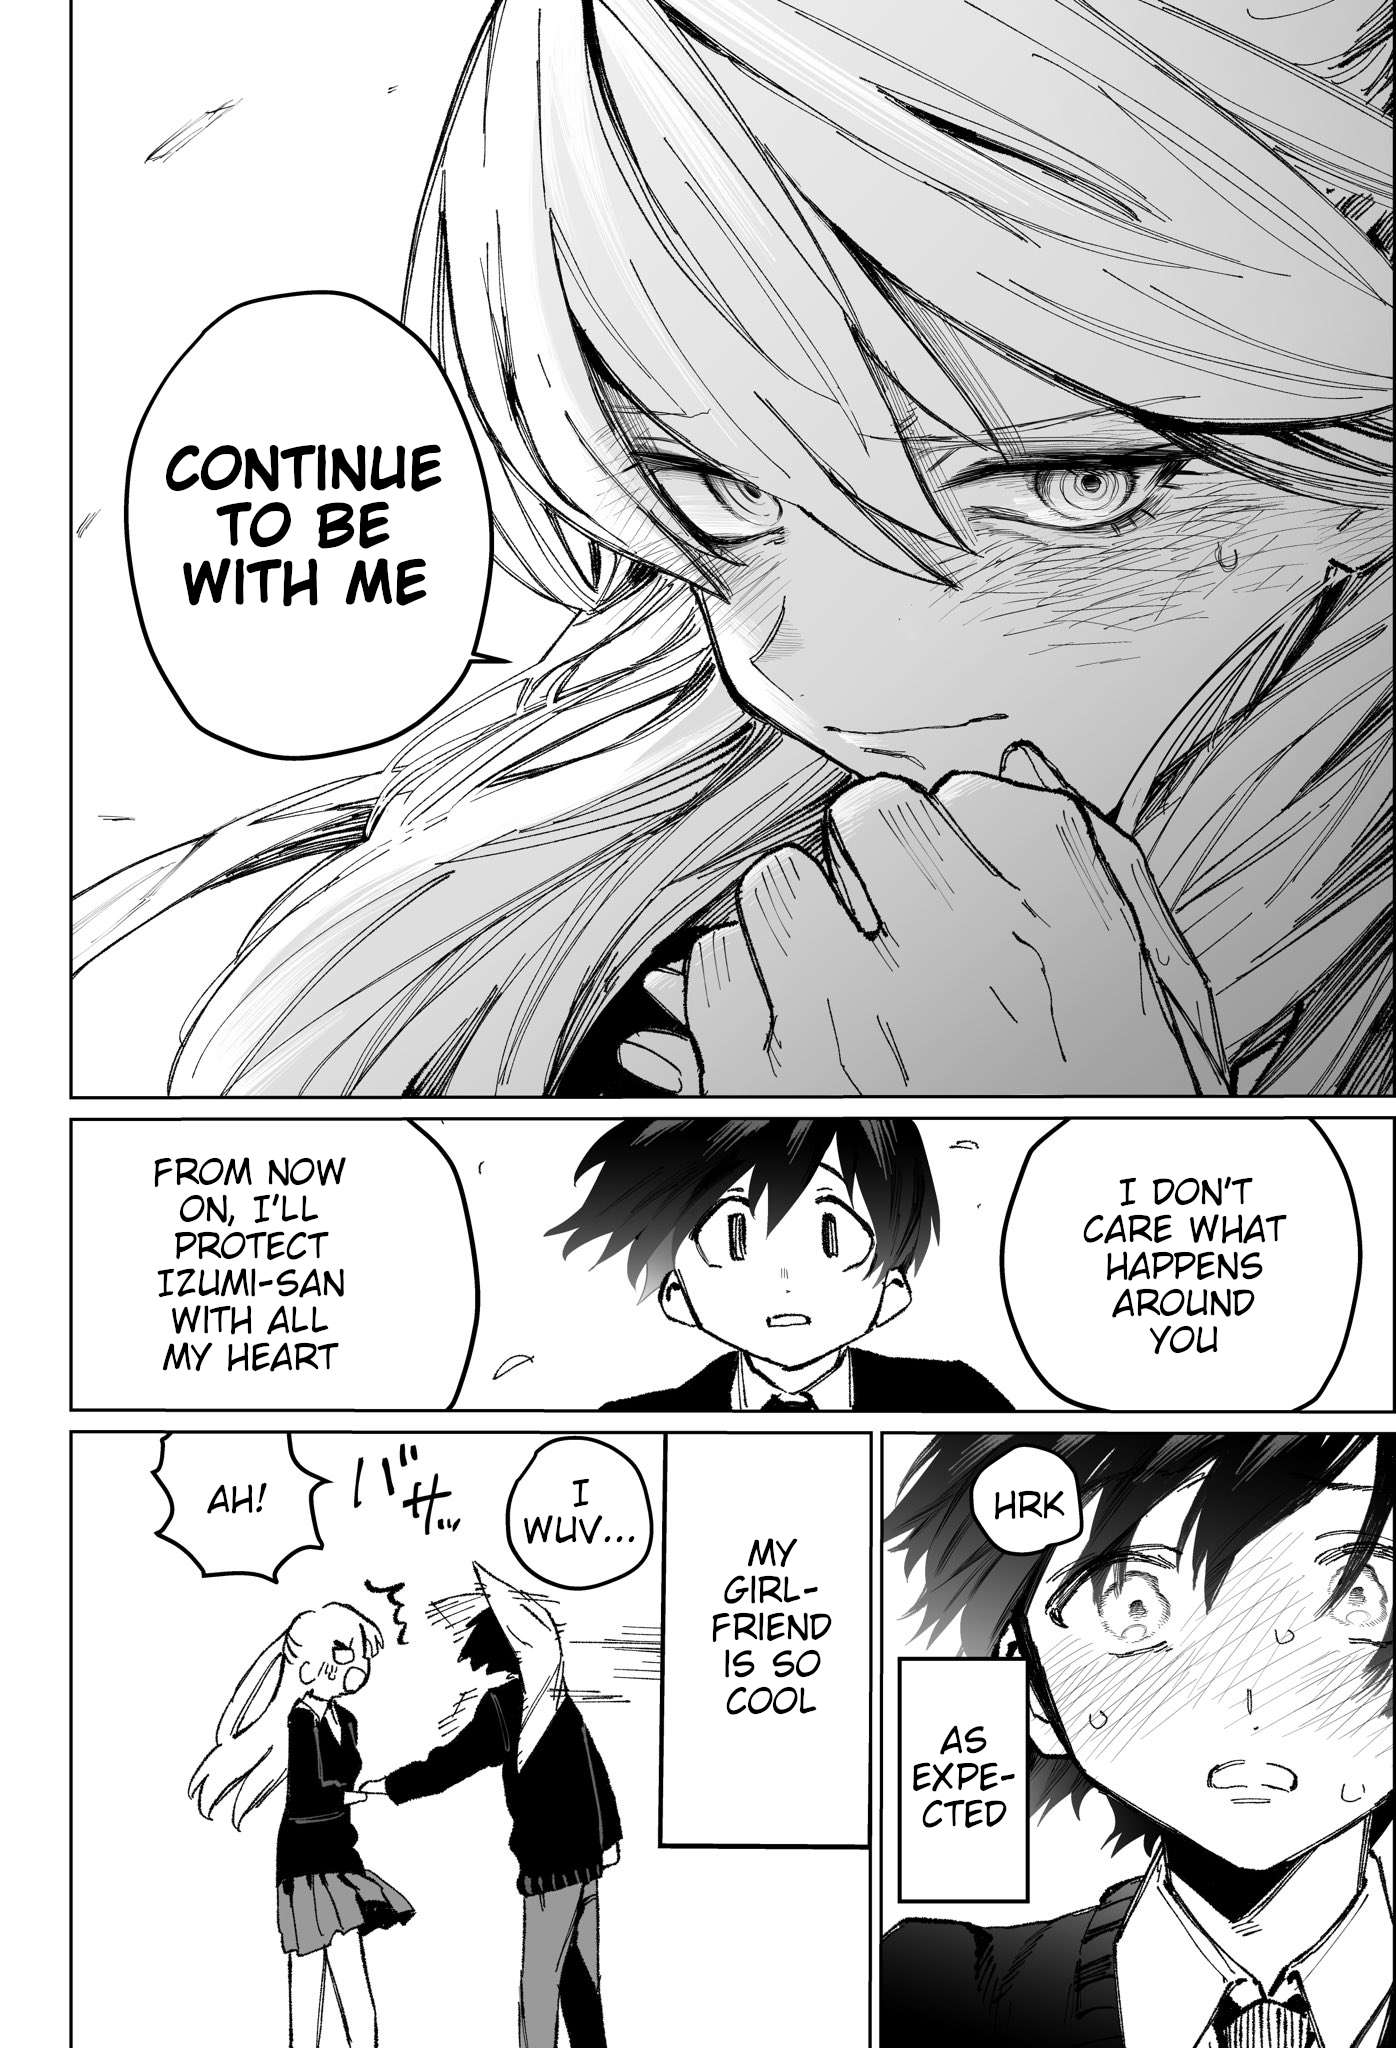 CONTINUE
TO BE
WITH ME
I DON'T
CARE WHAT
HAPPENS
AROUND
YOU
FROM NOW
ON, I'LL
PROTECT
IZUMI-SAN
WITH ALL
MY HEART
HRK
AS
EXPE-
CTED
MY
GIRL-
FRIEND
IS SO
COOL
I
WUV...
バサ...
AH!